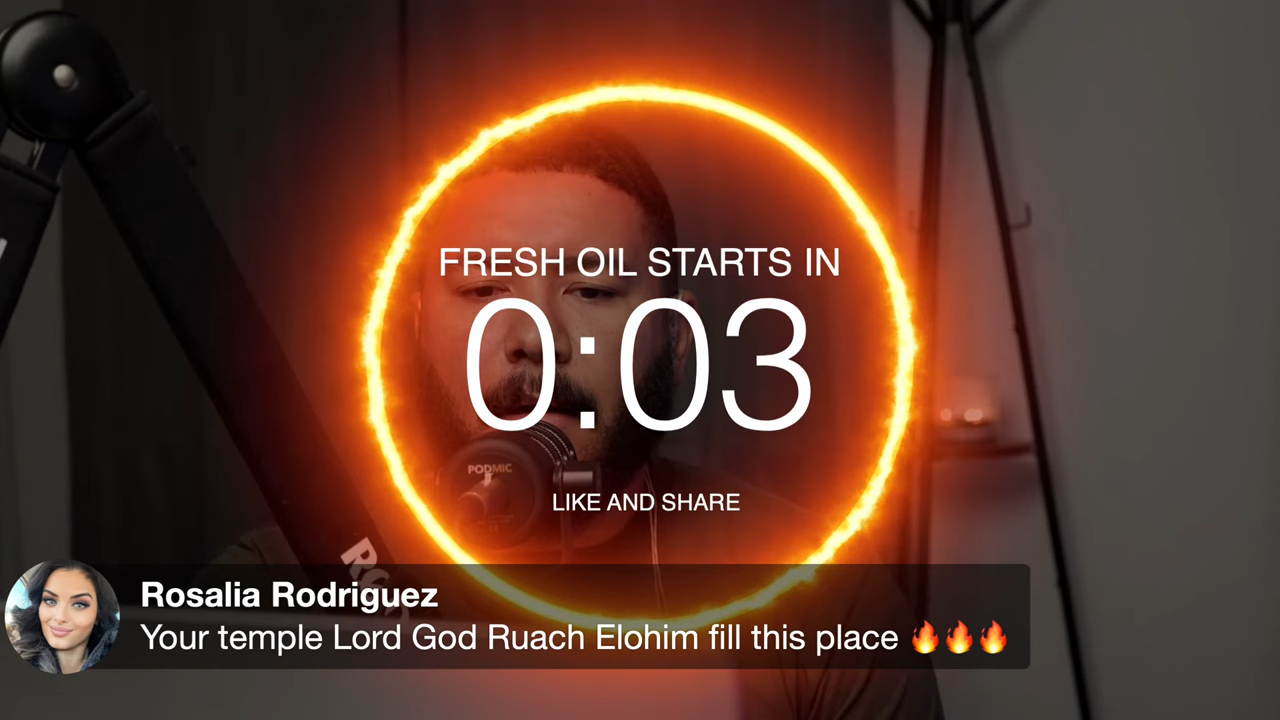 FRESH OIL STARTS IN
0:03
PODMIC
LIKE AND SHARE
Rosalia Rodriguez
Your temple Lord God Ruach Elohim fill this place 🔥🔥🔥